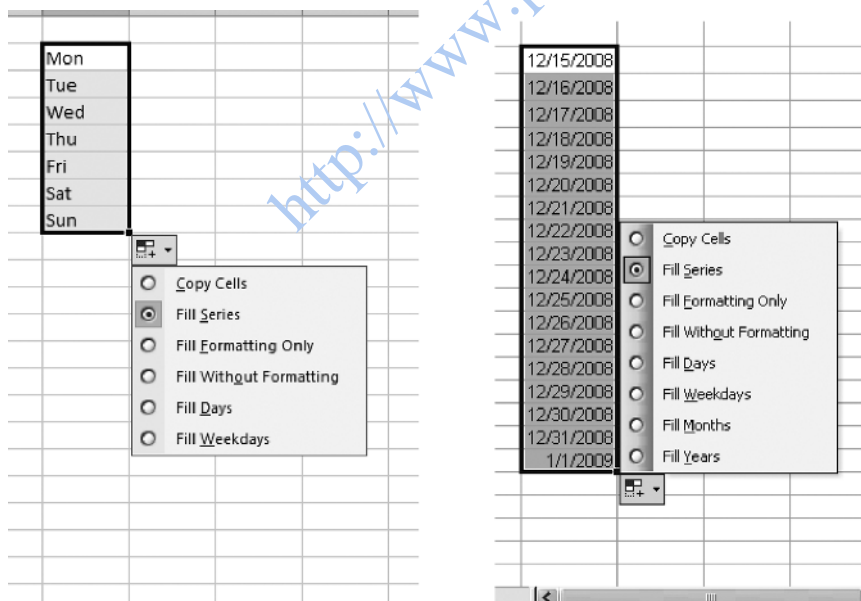 http://www.
Mon
Tue
Wed
Thu
Fri
Sat
Sun
Copy Cells
Fill Series
Fill Formatting Only
Fill Without Formatting
Fill Days
Fill Weekdays
12/15/2008
12/16/2008
12/17/2008
12/18/2008
12/19/2008
12/20/2008
12/21/2008
12/22/2008
12/23/2008
12/24/2008
12/25/2008
12/26/2008
12/27/2008
12/28/2008
12/29/2008
12/30/2008
12/31/2008
1/1/2009
Copy Cells
Fill Series
Fill Formatting Only
Fill Without Formatting
Fill Days
Fill Weekdays
Fill Months
Fill Years